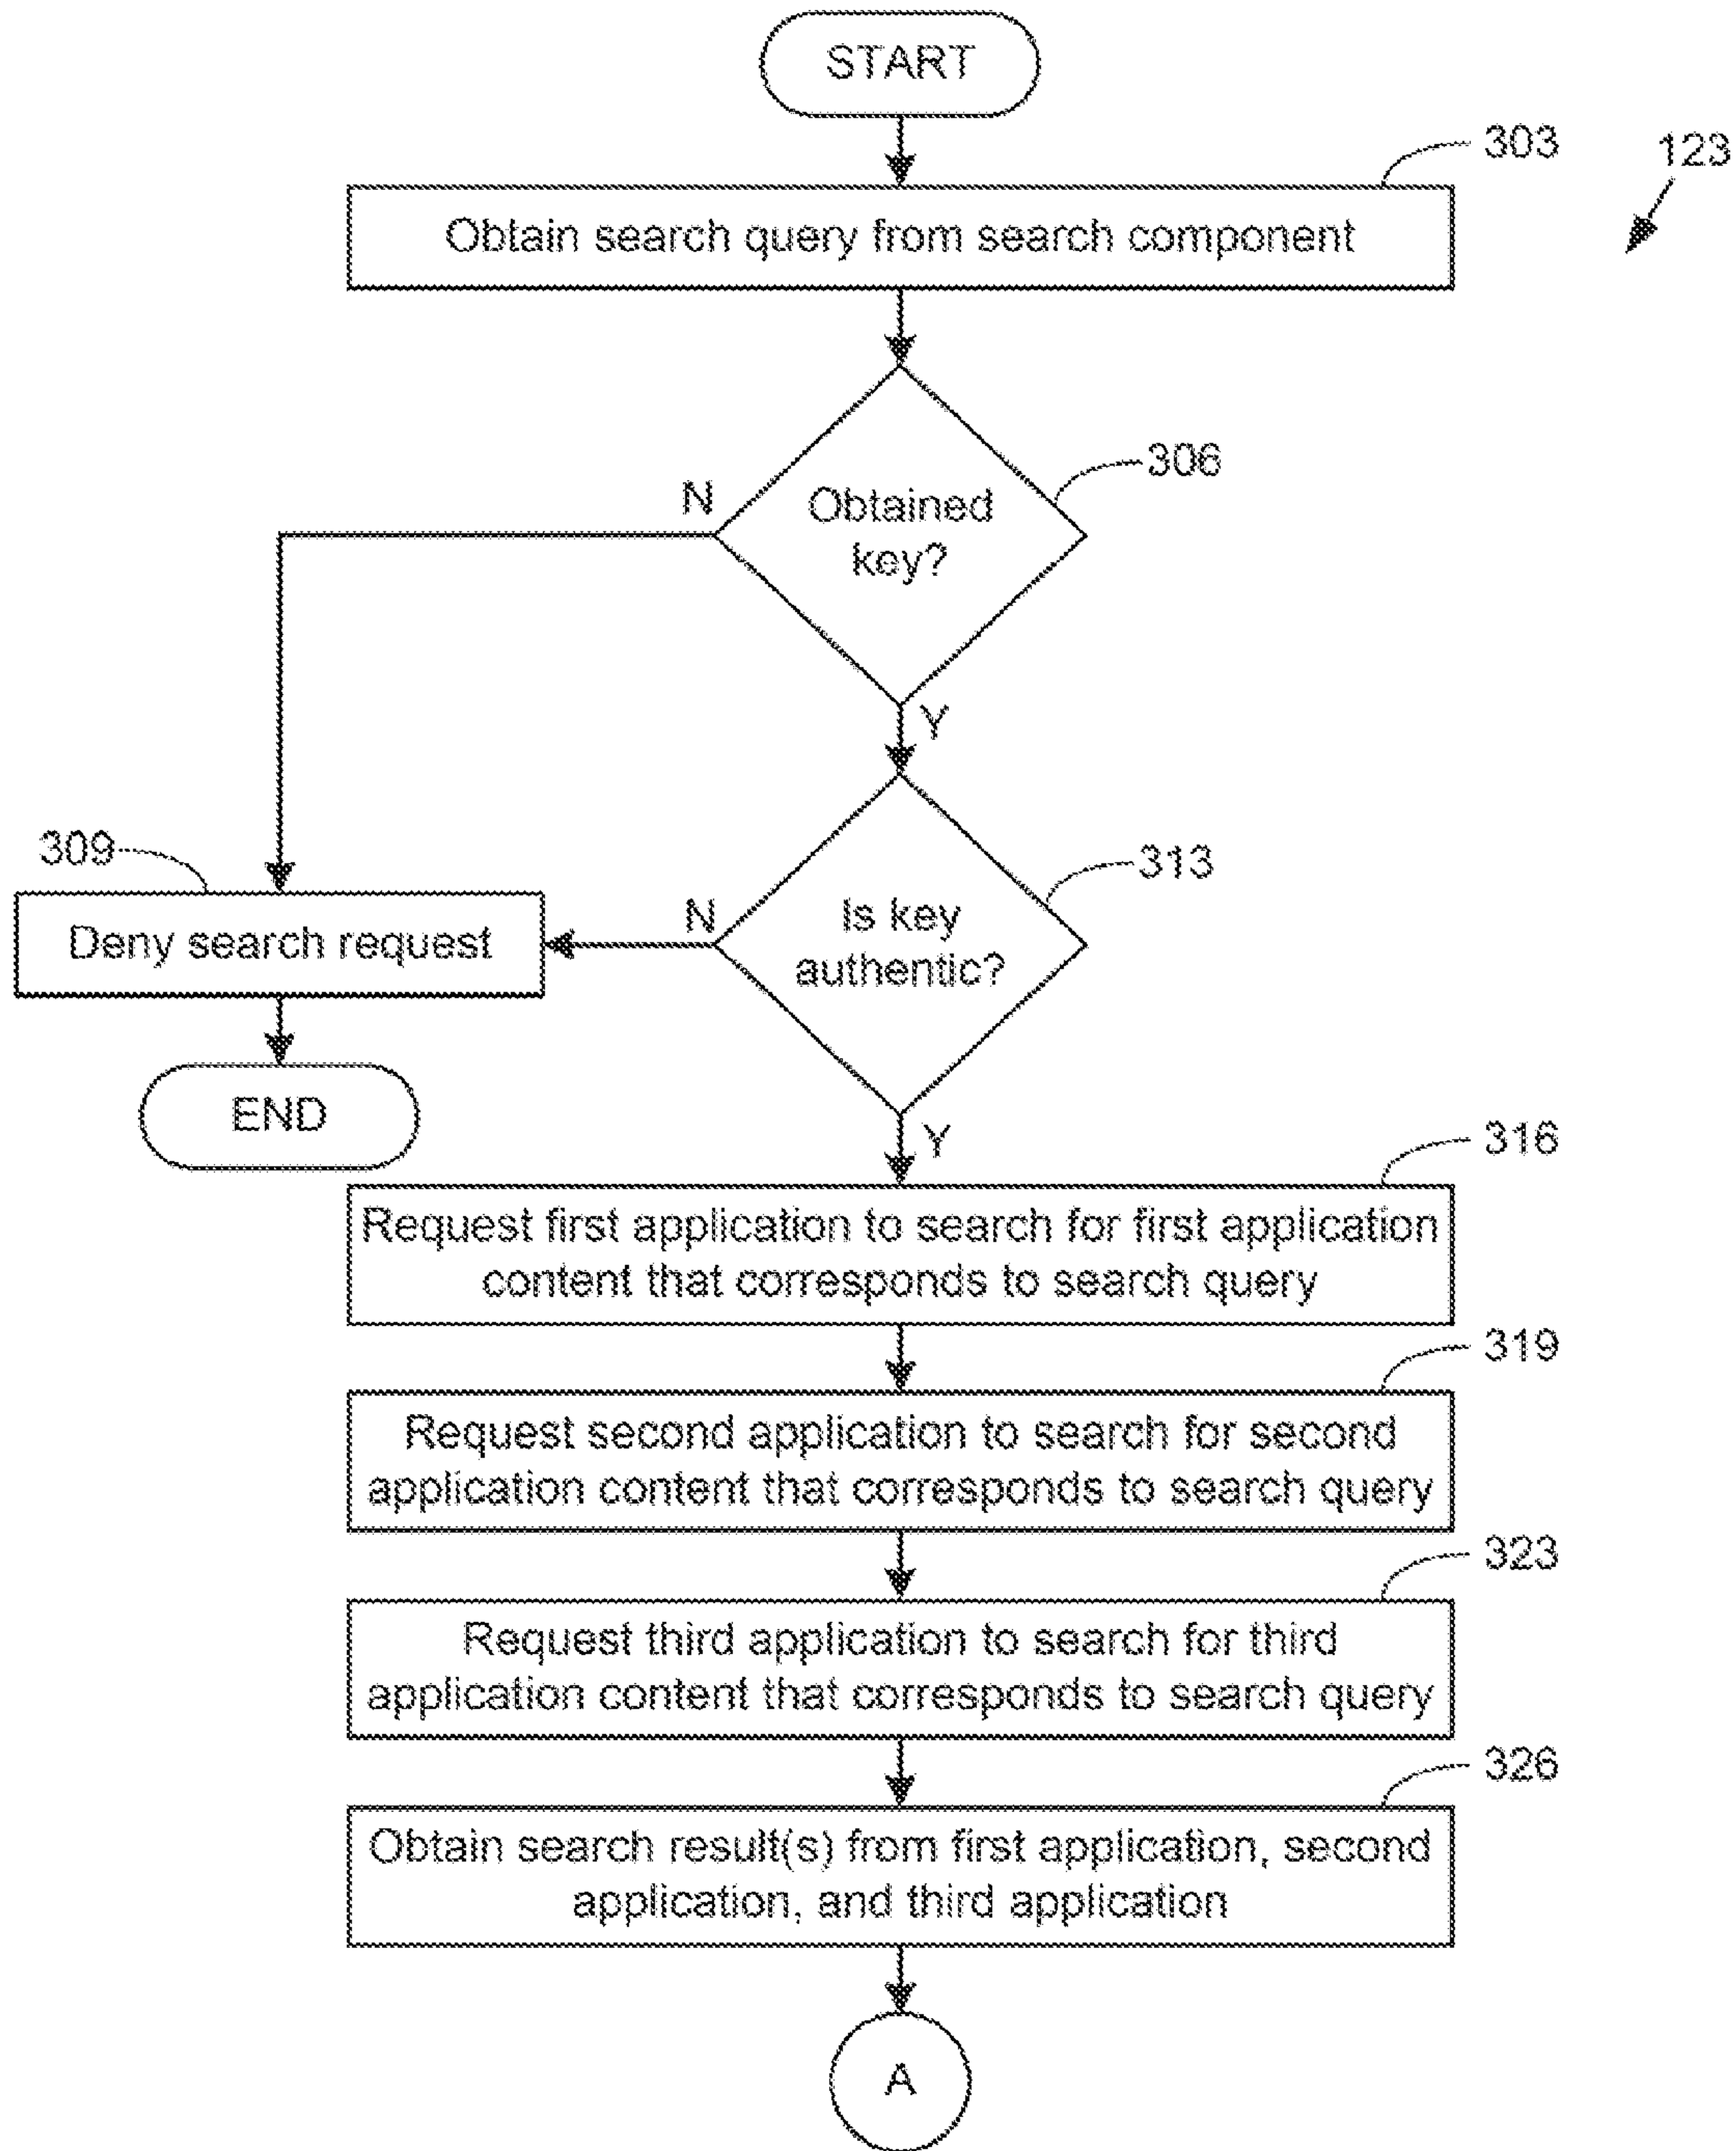 START
303
123
Obtain search query from search component
306
N
Obtained
key?
Y
309
313
Deny search request
N
Is key
authentic?
END
Y
316
Request first application to search for first application
content that corresponds to search query
319
Request second application to search for second
application content that corresponds to search query
323
Request third application to search for third
application content that corresponds to search query
326
Obtain search result(s) from first application, second
application, and third application
A